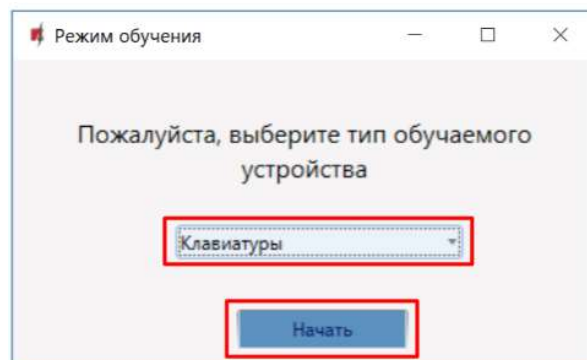 Режим обучения
Пожалуйста, выберите тип обучаемого
устройства
Клавиатуры
Начать